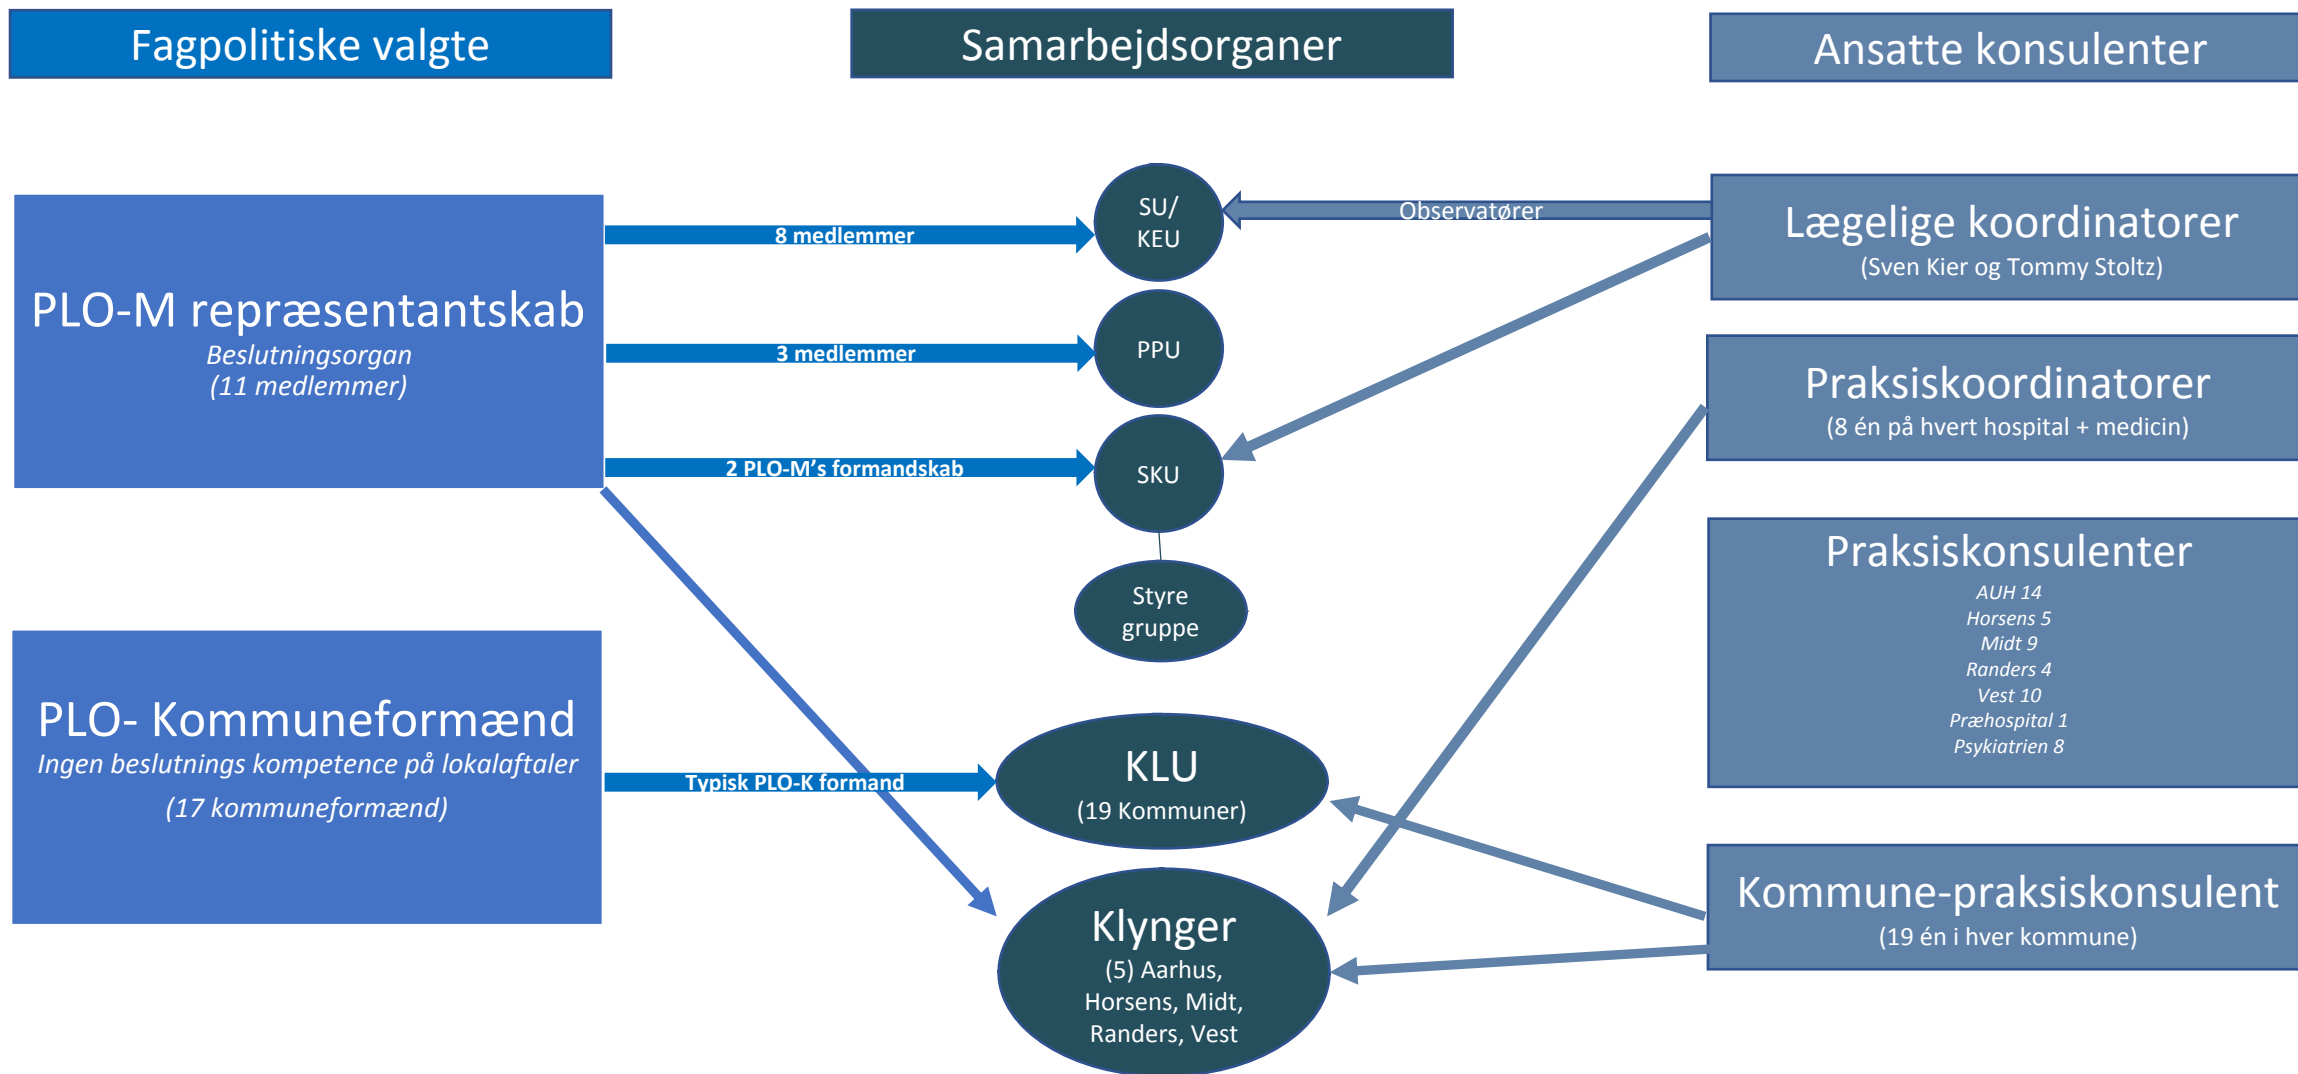 Fagpolitiske valgte
Samarbejdsorganer
Ansatte konsulenter
PLO-M repræsentantskab
Beslutningsorgan
(11 medlemmer)
PLO- Kommuneformænd
Ingen beslutnings kompetence på lokalaftaler
(17 kommuneformænd)
8 medlemmer
3 medlemmer
2 PLO-M's formandskab
Typisk PLO-K formand
SU/
KEU
PPU
SKU
Styre
gruppe
KLU
(19 Kommuner)
Klynger
(5) Aarhus,
Horsens, Midt,
Randers, Vest
Observatører
Lægelige koordinatorer
(Sven Kier og Tommy Stoltz)
Praksiskoordinatorer
(8 én på hvert hospital + medicin)
Praksiskonsulenter
AUH 14
Horsens 5
Midt 9
Randers 4
Vest 10
Præhospital 1
Psykiatrien 8
Kommune-praksiskonsulent
(19 én i hver kommune)